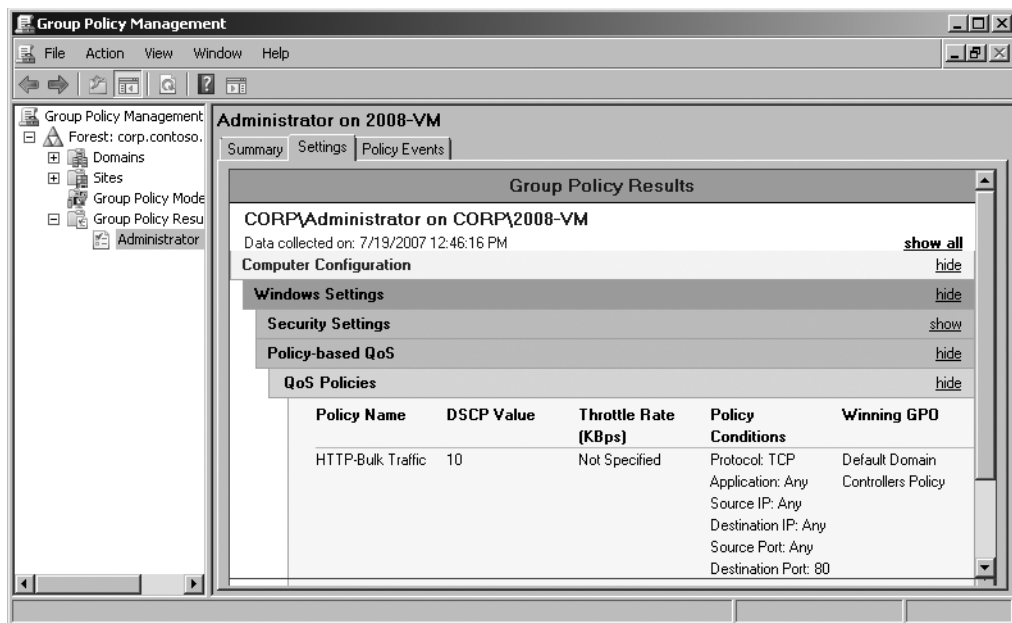 Group Policy Management
File Action View Window Help
Group Policy Management
Forest: corp.contoso.
Domains
Sites
Group Policy Mode
Group Policy Resu
Administrator
Administrator on 2008-VM
Summary Settings Policy Events
Group Policy Results
CORP\Administrator on CORP\2008-VM
Data collected on: 7/19/2007 12:46:16 PM show all
Computer Configuration hide
Windows Settings hide
Security Settings show
Policy-based QoS hide
QoS Policies hide
Policy Name DSCP Value Throttle Rate (KBps) Policy Conditions Winning GPO
HTTP-Bulk Traffic 10 Not Specified Protocol: TCP Default Domain
Application: Any Controllers Policy
Source IP: Any
Destination IP: Any
Source Port: Any
Destination Port: 80